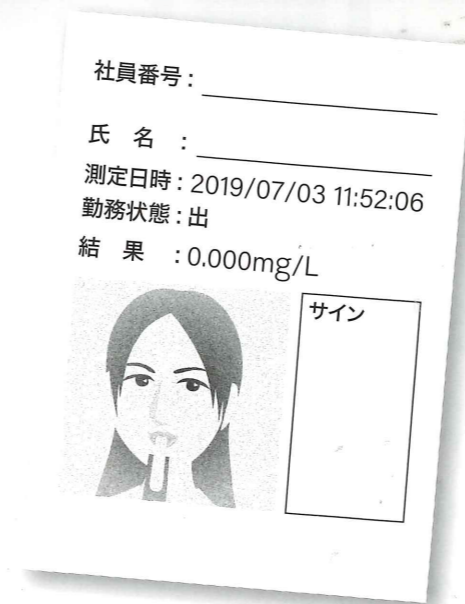 社員番号:
氏 名 :
測定日時:2019/07/03 11:52:06
勤務状態:出
結 果 :0.000mg/L
サイン